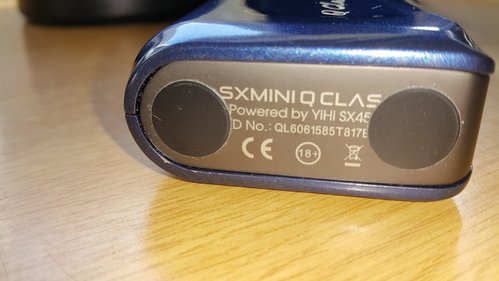 SXMINI Q CLAS
Powered by YiHi SX45
D No.: QL6061585T817E
CE 18+